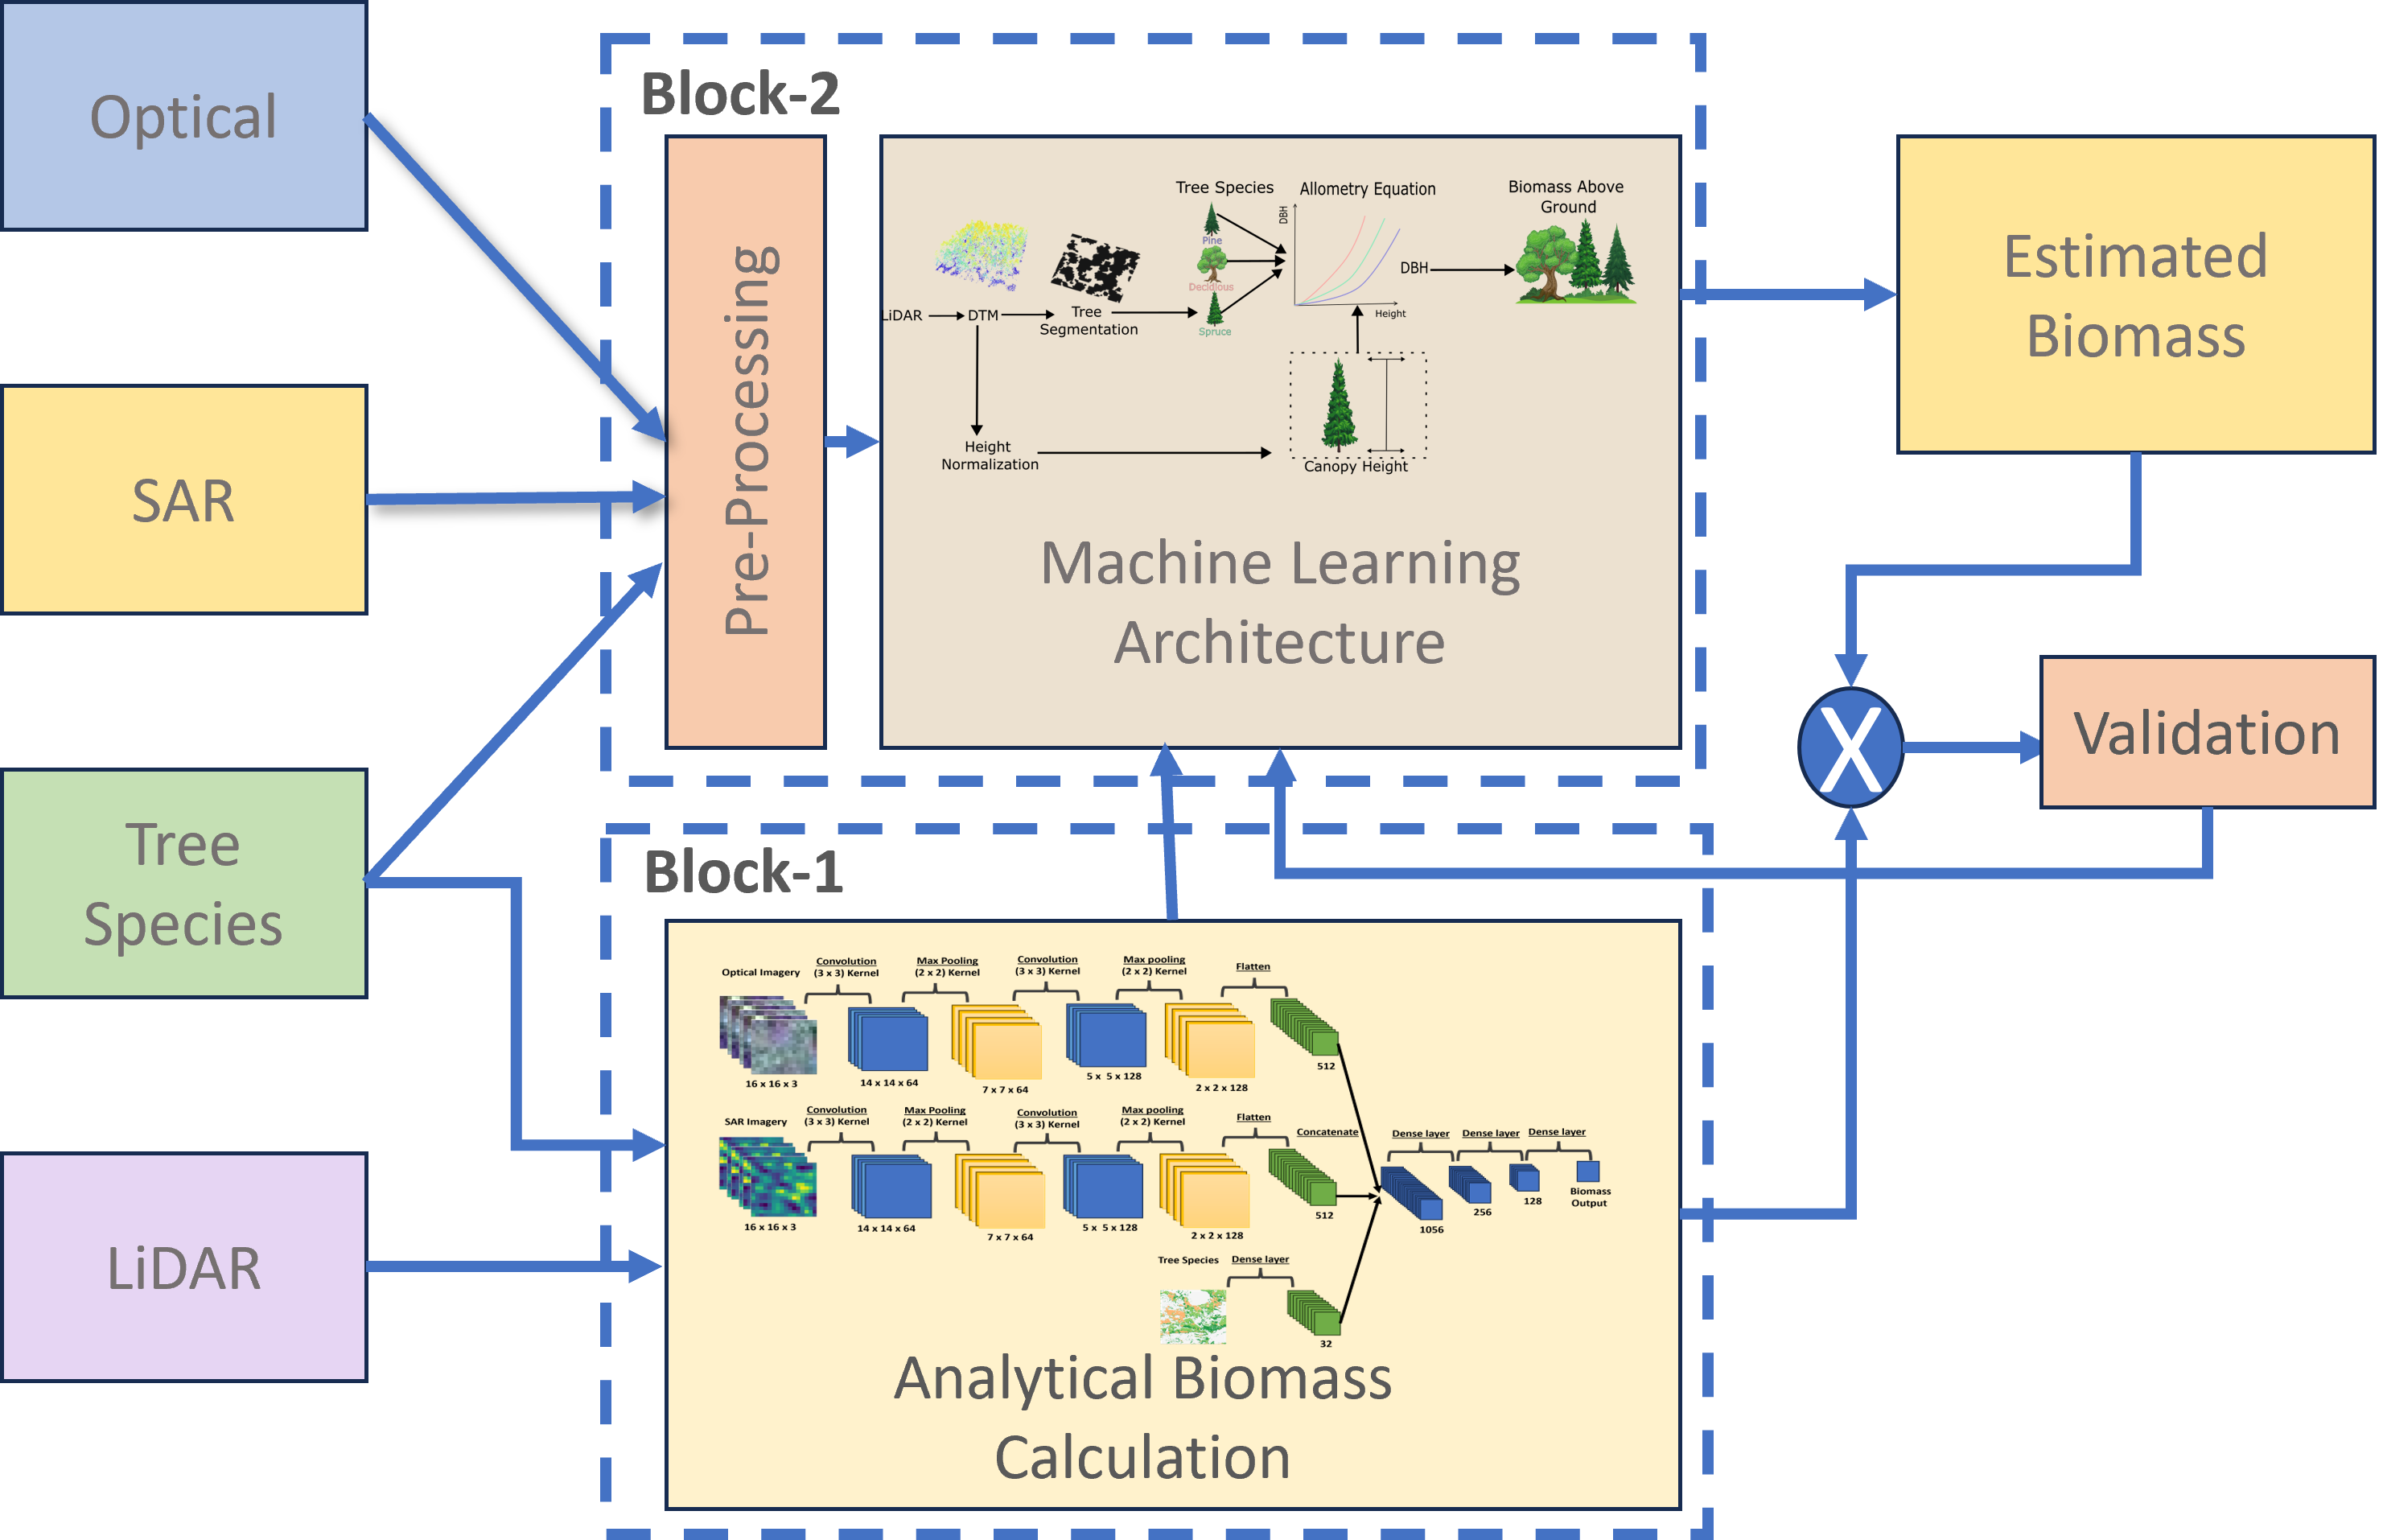 Optical
SAR
Tree
Species
LiDAR
Block-2
Pre-Processing
Tree Species
Pine
Decidious
Spruce
Allometry Equation
DBH
Height
DBH
Biomass Above
Ground
LiDAR
DTM
Tree
Segmentation
Height
Normalization
Canopy Height
Machine Learning
Architecture
Estimated
Biomass
X
Validation
Block-1
Optical Imagery
Convolution
(3 x 3) Kernel
Max Pooling
(2 x 2) Kernel
Convolution
(3 x 3) Kernel
Max pooling
(2 x 2) Kernel
Flatten
16 x 16 x 3
14 x 14 x 64
7 x 7 x 64
5 x 5 x 128
2 x 2 x 128
512
SAR Imagery
Convolution
(3 x 3) Kernel
Max Pooling
(2 x 2) Kernel
Convolution
(3 x 3) Kernel
Max pooling
(2 x 2) Kernel
Flatten
Concatenate
Dense layer
Dense layer
Dense layer
16 x 16 x 3
14 x 14 x 64
7 x 7 x 64
5 x 5 x 128
2 x 2 x 128
512
1056
256
128
Biomass
Output
Tree Species
Dense layer
32
Analytical Biomass
Calculation